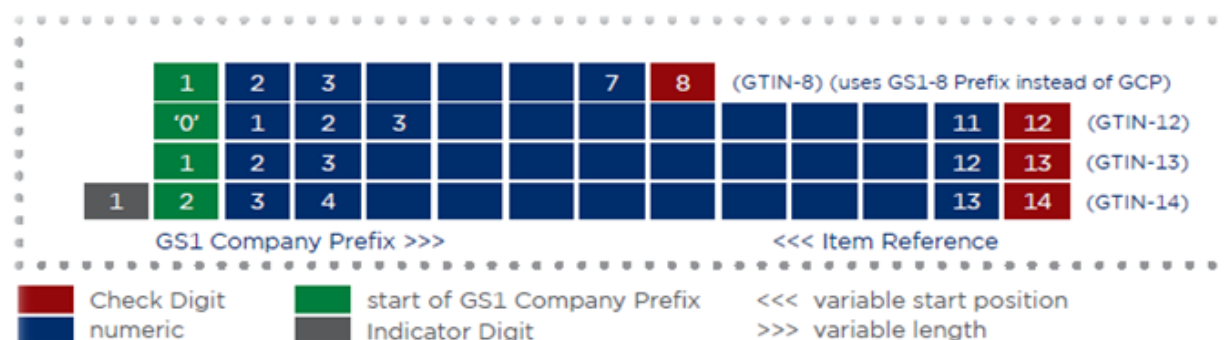 1 2 3 7 8 (GTIN-8) (uses GS1-8 Prefix instead of GCP)
‘0’ 1 2 3 11 12 (GTIN-12)
1 2 3 12 13 (GTIN-13)
1 2 3 4 13 14 (GTIN-14)
GS1 Company Prefix >>> <<< Item Reference
Check Digit start of GS1 Company Prefix <<< variable start position
numeric Indicator Digit >>> variable length